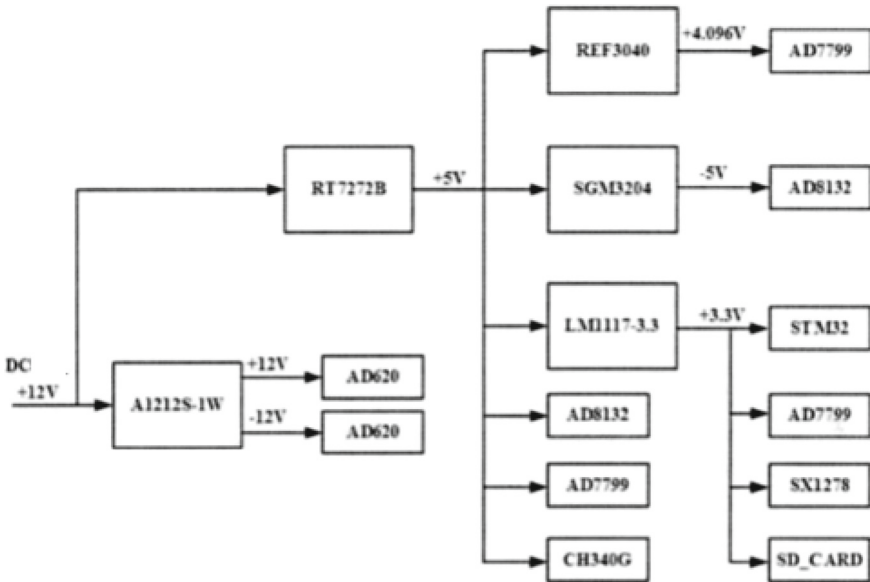 REF3040
+4.096V
AD7799
RT7272B
+5V
SGM3204
-5V
AD8132
LM1117-3.3
+3.3V
STM32
DC
+12V
A1212S-1W
+12V
AD620
-12V
AD620
AD8132
AD7799
AD7799
SX1278
CH340G
SD_CARD